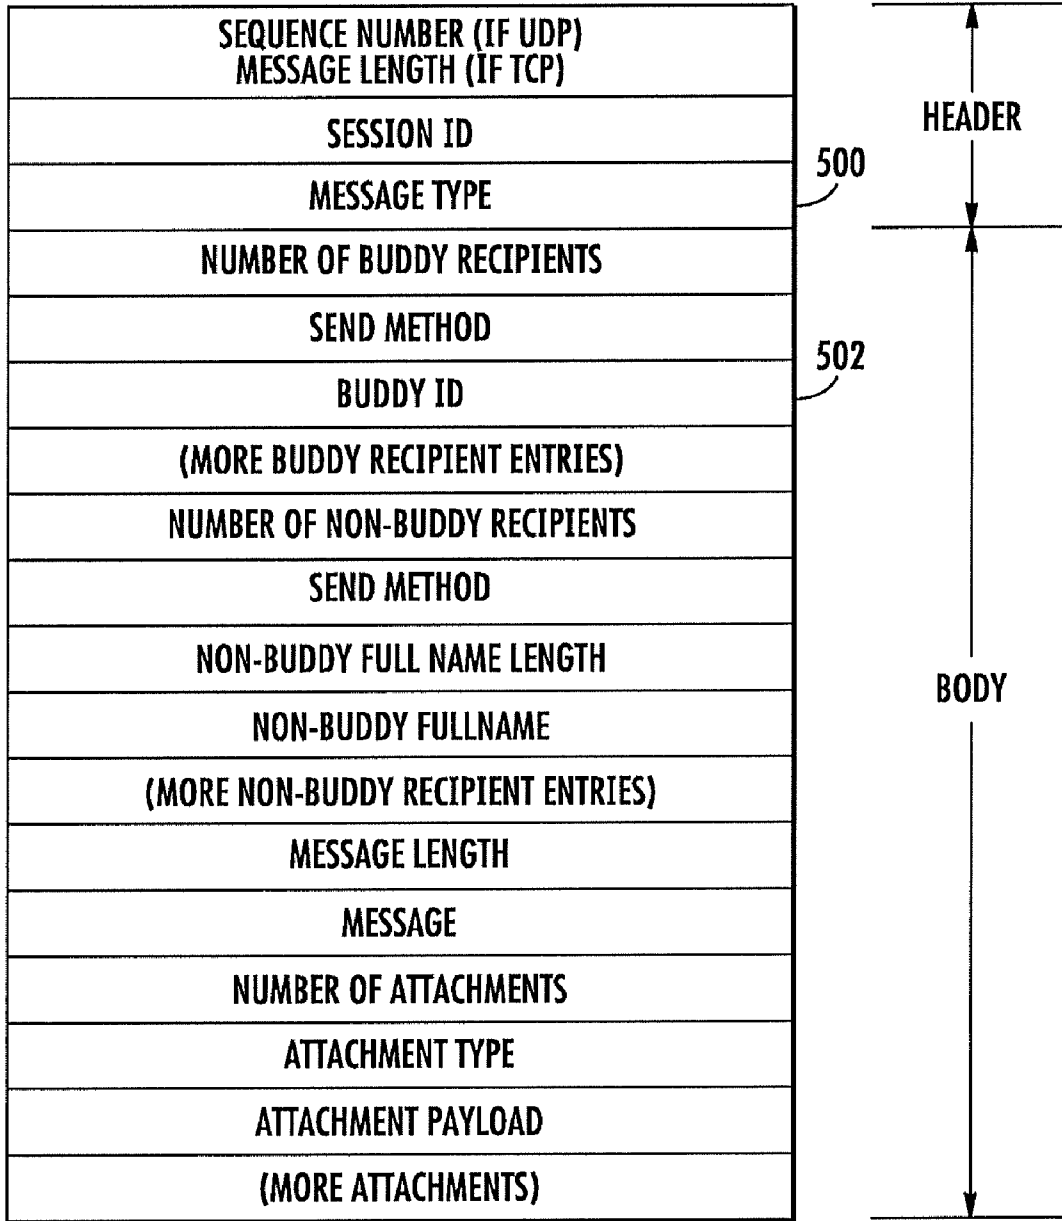 SEQUENCE NUMBER (IF UDP)
MESSAGE LENGTH (IF TCP)
SESSION ID
MESSAGE TYPE
NUMBER OF BUDDY RECIPIENTS
SEND METHOD
BUDDY ID
(MORE BUDDY RECIPIENT ENTRIES)
NUMBER OF NON-BUDDY RECIPIENTS
SEND METHOD
NON-BUDDY FULL NAME LENGTH
NON-BUDDY FULLNAME
(MORE NON-BUDDY RECIPIENT ENTRIES)
MESSAGE LENGTH
MESSAGE
NUMBER OF ATTACHMENTS
ATTACHMENT TYPE
ATTACHMENT PAYLOAD
(MORE ATTACHMENTS)
500
502
HEADER
BODY